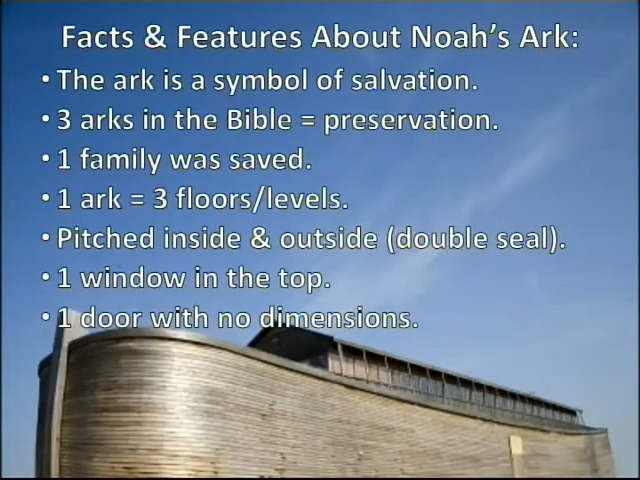 Facts & Features About Noah's Ark:
• The ark is a symbol of salvation.
• 3 arks in the Bible = preservation.
• 1 family was saved.
• 1 ark = 3 floors/levels.
• Pitched inside & outside (double seal).
• 1 window in the top.
• 1 door with no dimensions.